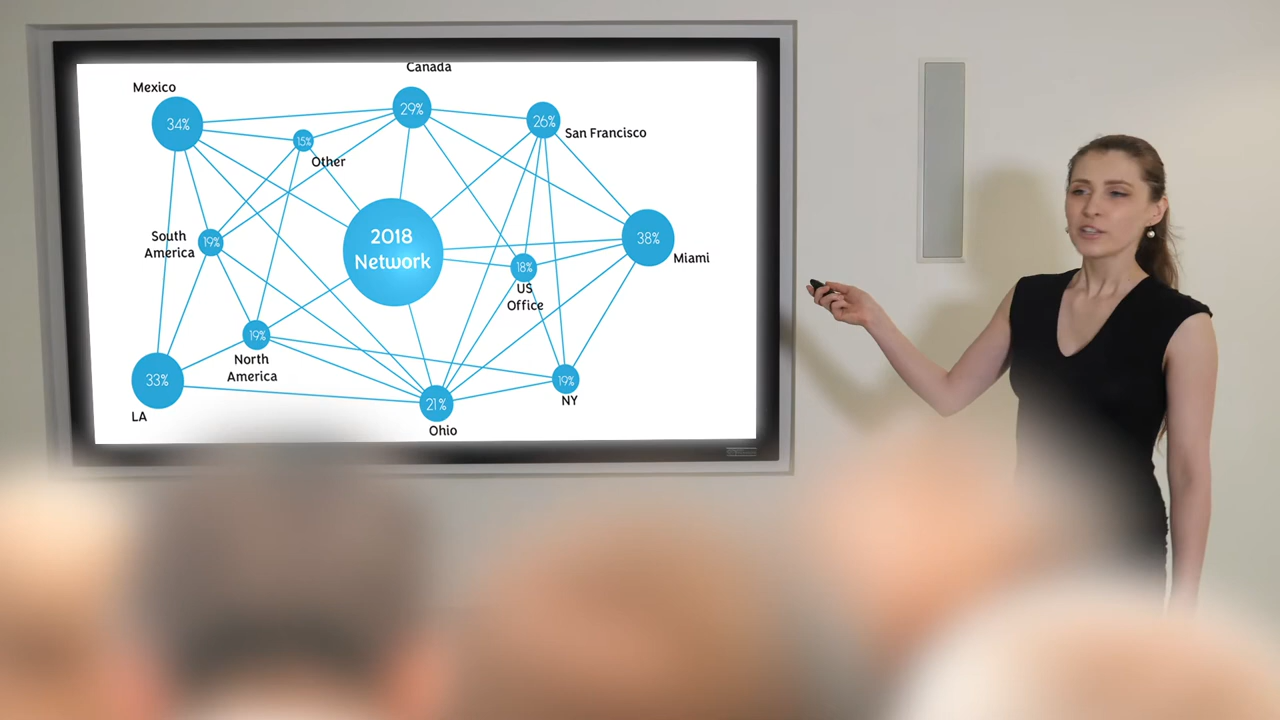 Canada
Mexico
34%
29%
26%
San Francisco
15%
Other
South
America
19%
2018
Network
38%
Miami
18%
US
Office
19%
North
America
33%
LA
21%
Ohio
19%
NY